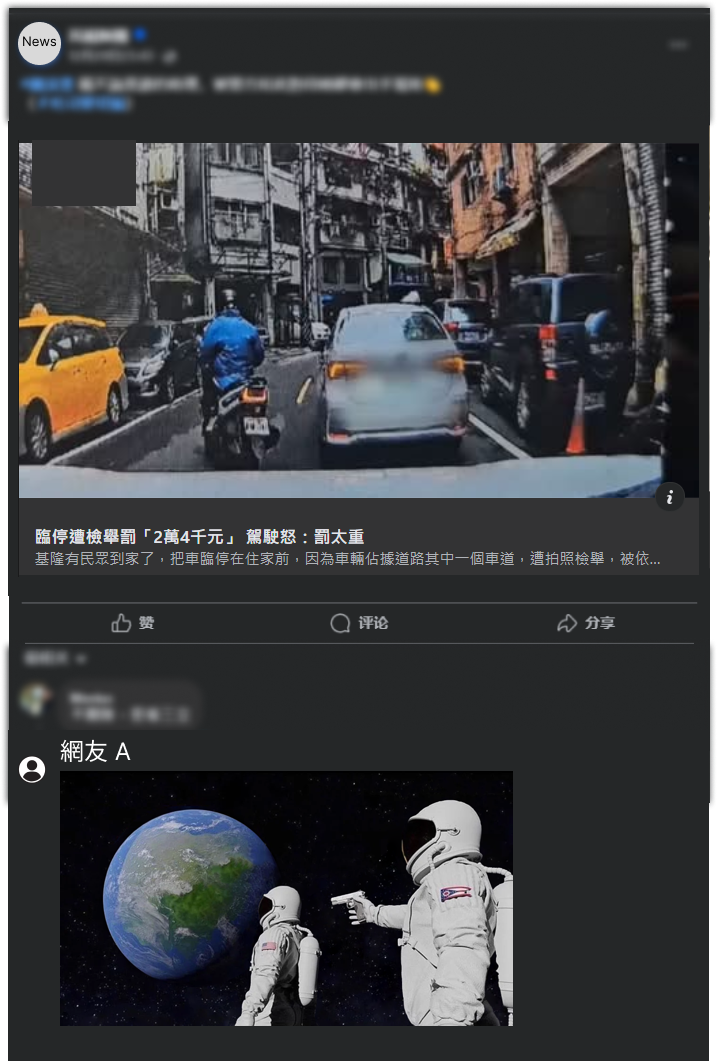 News
臨停遭檢舉罰「2萬4千元」 駕駛怒：罰太重
基隆有民眾到家了，把車臨停在住家前，因為車輛佔據道路其中一個車道，遭拍照檢舉，被依...
赞
评论
分享
網友 A